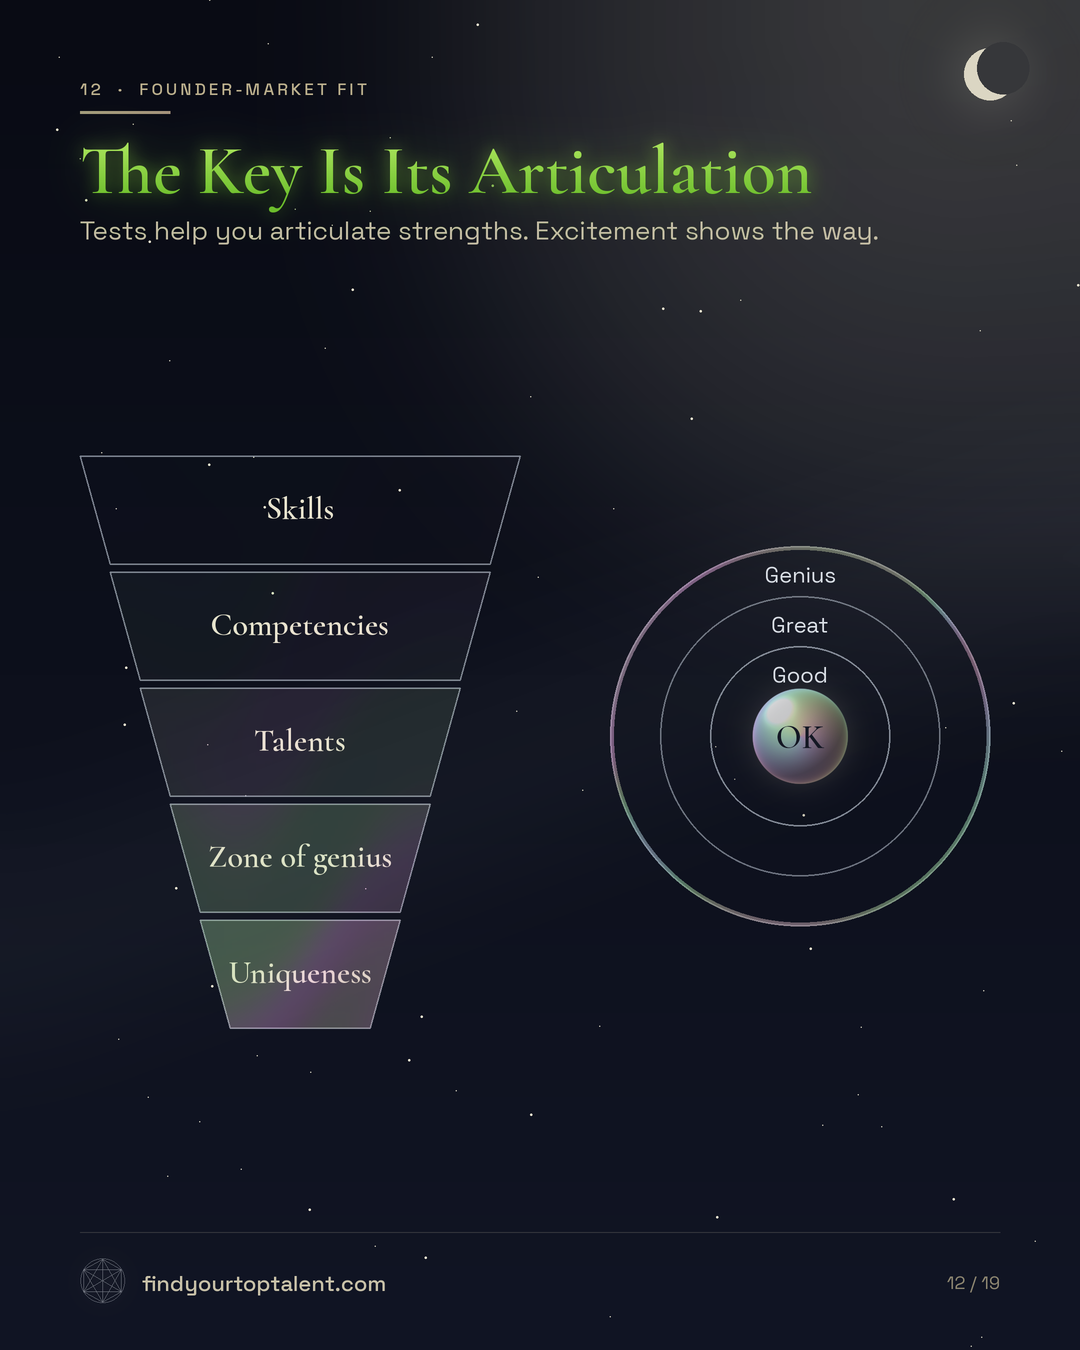 12 · FOUNDER-MARKET FIT
The Key Is Its Articulation
Tests help you articulate strengths. Excitement shows the way.
Skills
Competencies
Talents
Zone of genius
Uniqueness
Genius
Great
Good
OK
findyourtoptalent.com
12 / 19